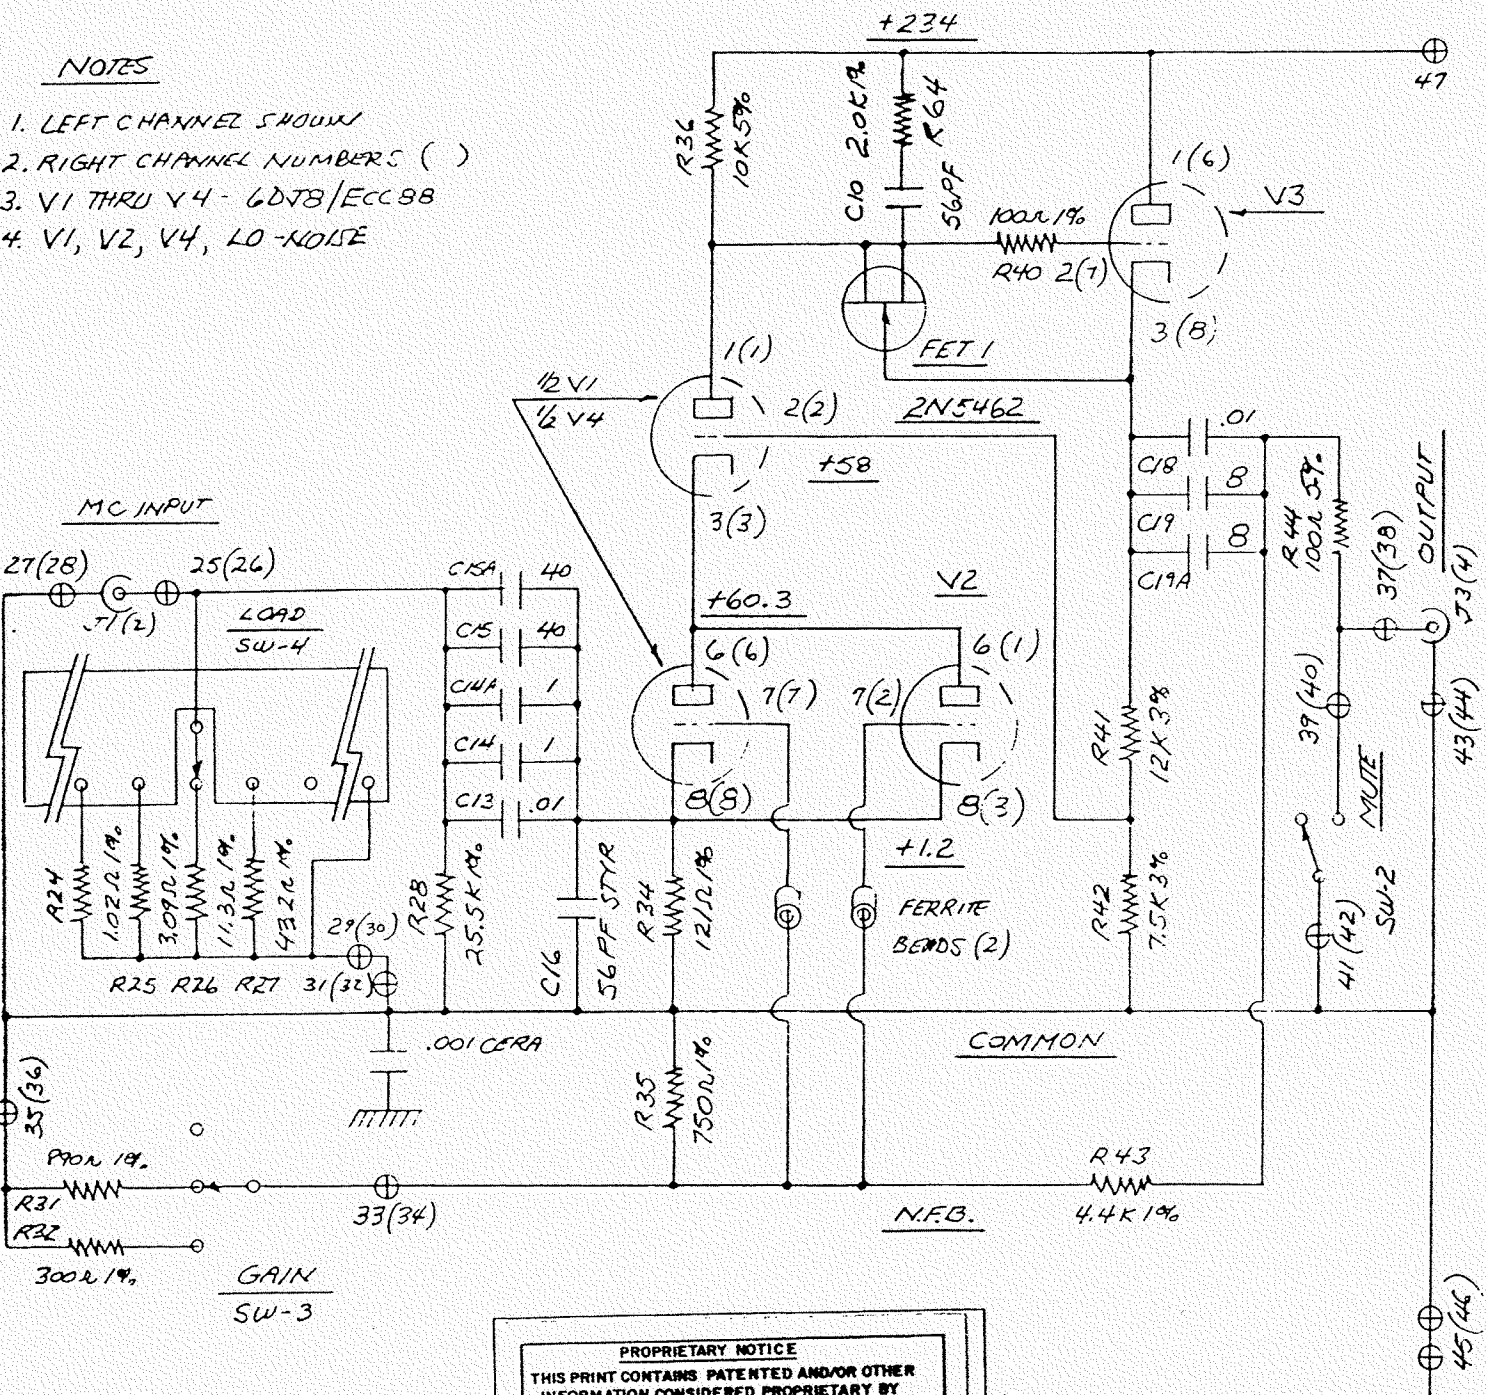 +234
47
NOTES
1. LEFT CHANNEL SHOWN
2. RIGHT CHANNEL NUMBERS ( )
3. V1 THRU V4 - 6DJ8/ECC88
4. V1, V2, V4, LO-NOISE
R36
10K 5%
C10
2.0K 1%
R64
56PF
100Ω 1%
R40
2(7)
1(6)
V3
3(8)
FET 1
2N5462
1(1)
½ V1
½ V4
2(2)
+58
3(3)
.01
C18
8
C19
8
C19A
R44
100Ω 5%
37(38)
OUTPUT
J3(4)
MC INPUT
27(28)
J1(2)
25(26)
LOAD
SW-4
C15A
40
C15
40
C14A
1
C14
1
C13
.01
+60.3
V2
6(6)
7(7)
7(2)
6(1)
8(8)
8(3)
+1.2
R41
12K 3%
39(40)
43(44)
MUTE
SW-2
41(42)
R24
1.02Ω 1%
3.09Ω 1%
11.3Ω 1%
43.2Ω 1%
R25
R26
R27
29(30)
31(32)
R28
25.5K 1%
C16
56PF STYR
R34
121Ω 1%
FERRITE
BEADS (2)
R42
7.5K 3%
.001 CERA
COMMON
35(36)
R35
750Ω 1%
R31
R32
300Ω 1%
33(34)
GAIN
SW-3
N.F.B.
R43
4.4K 1%
45(46)
PROPRIETARY NOTICE
THIS PRINT CONTAINS PATENTED AND/OR OTHER
INFORMATION CONSIDERED PROPRIETARY BY